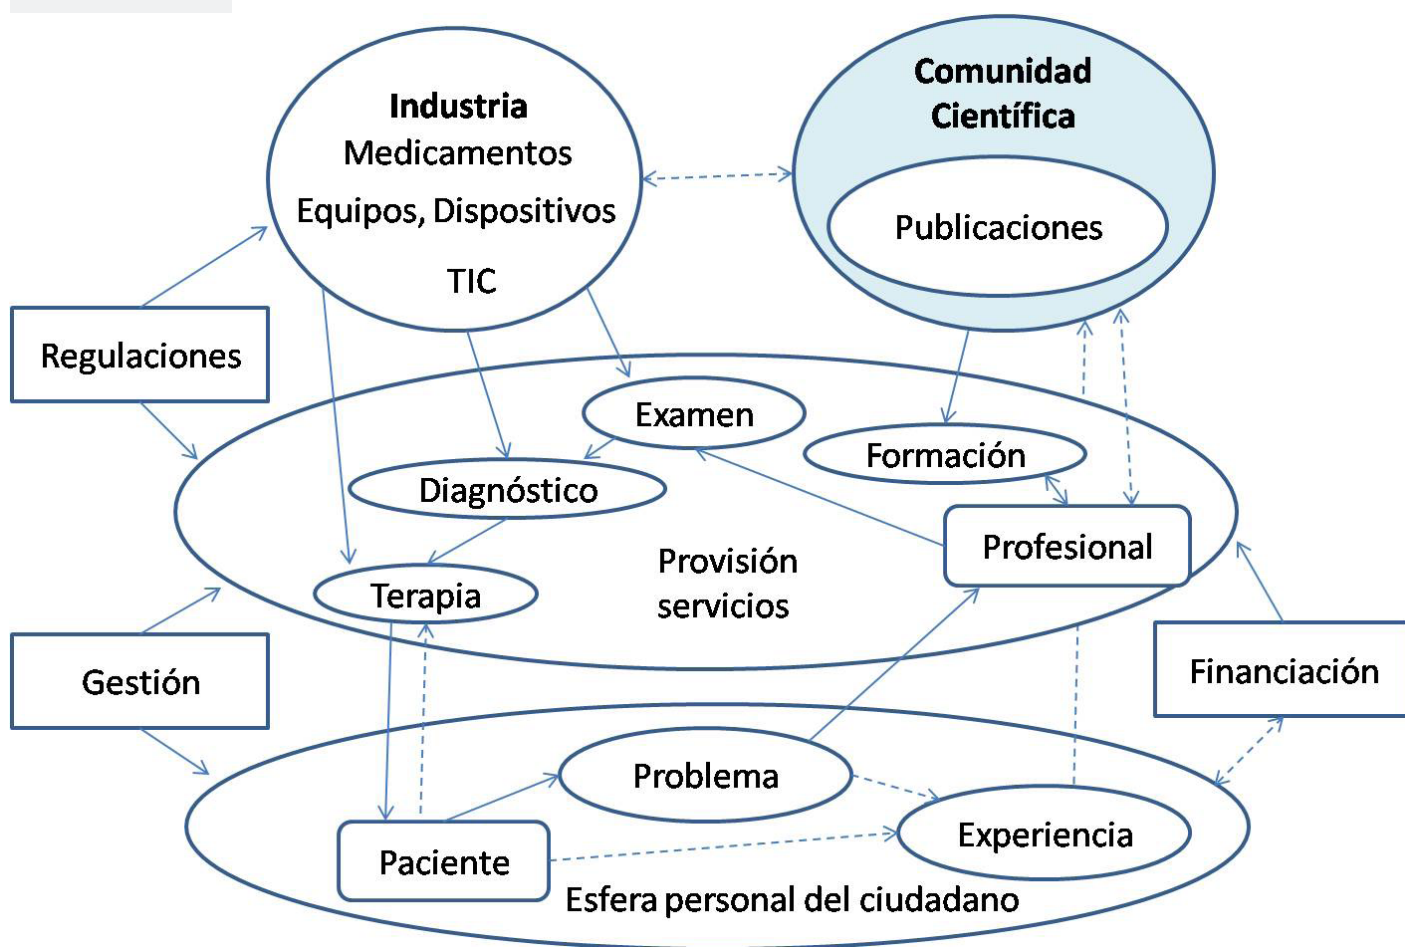 Industria
Medicamentos
Equipos, Dispositivos
TIC
Comunidad
Científica
Publicaciones
Regulaciones
Examen
Formación
Diagnóstico
Profesional
Provisión
servicios
Terapia
Gestión
Financiación
Problema
Experiencia
Paciente
Esfera personal del ciudadano